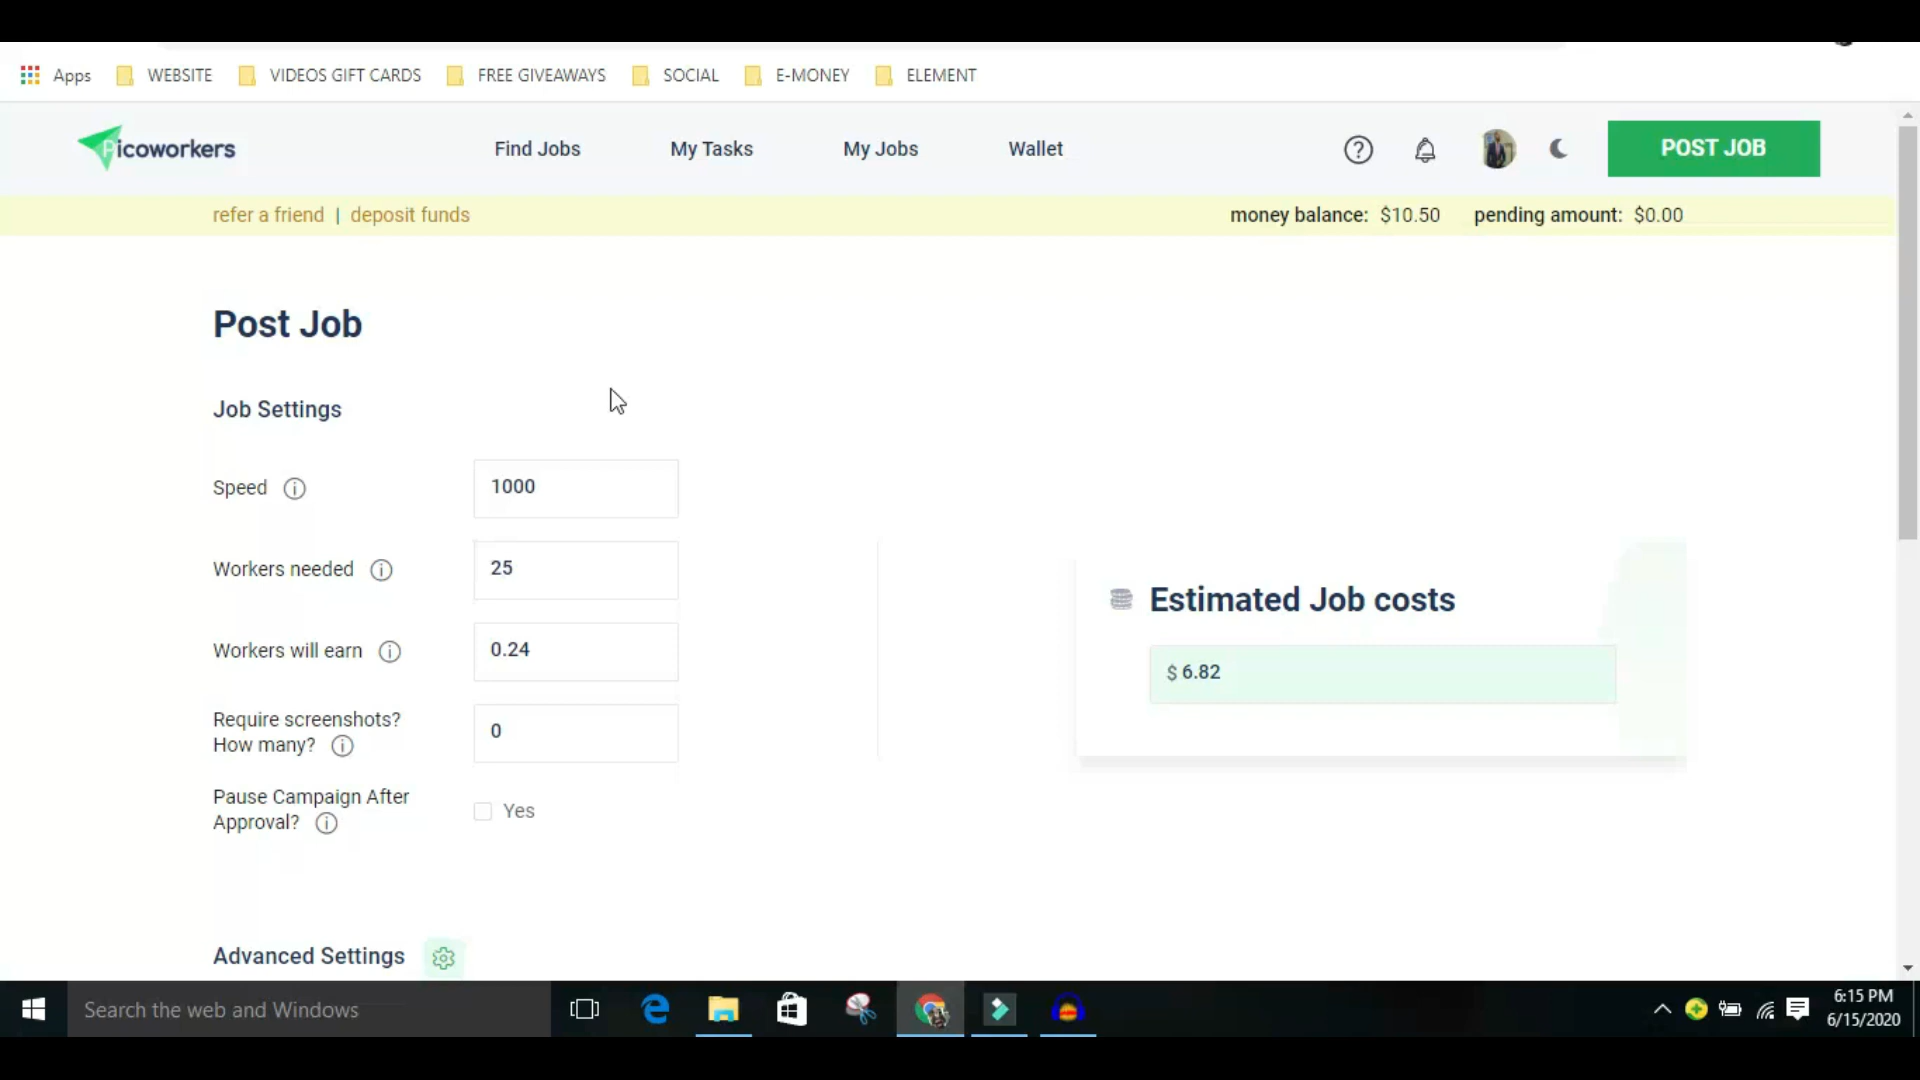 Apps WEBSITE VIDEOS GIFT CARDS FREE GIVEAWAYS SOCIAL E-MONEY ELEMENT
Picoworkers Find Jobs My Tasks My Jobs Wallet POST JOB
refer a friend | deposit funds money balance: $10.50 pending amount: $0.00
Post Job
Job Settings
Speed 1000
Workers needed 25
Workers will earn 0.24
Require screenshots?
How many? 0
Pause Campaign After
Approval? Yes
Estimated Job costs
$ 6.82
Advanced Settings
Search the web and Windows
6:15 PM
6/15/2020